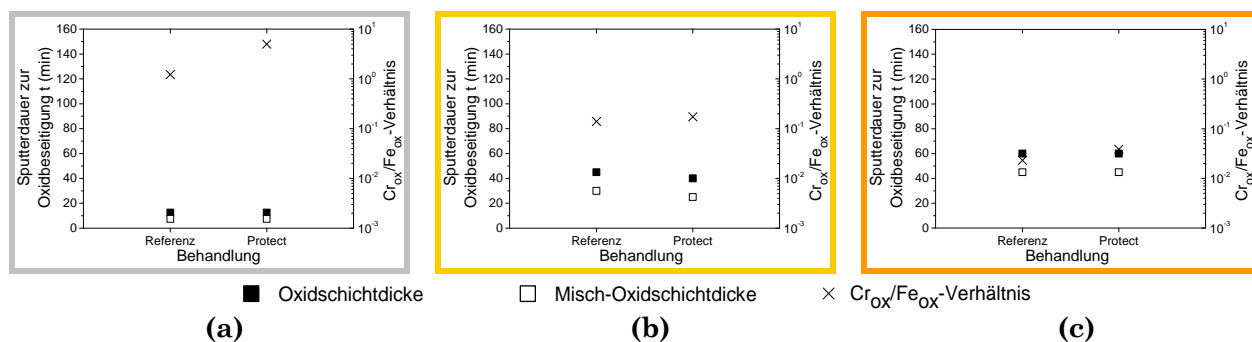 160
140
120
100
80
60
40
20
0
Sputterdauer zur
Oxidbeseitigung t (min)
10^1
10^0
10^-1
10^-2
10^-3
Cr_ox/Fe_ox-Verhältnis
Referenz Protect
Behandlung
160
140
120
100
80
60
40
20
0
Sputterdauer zur
Oxidbeseitigung t (min)
10^1
10^0
10^-1
10^-2
10^-3
Cr_ox/Fe_ox-Verhältnis
Referenz Protect
Behandlung
160
140
120
100
80
60
40
20
0
Sputterdauer zur
Oxidbeseitigung t (min)
10^1
10^0
10^-1
10^-2
10^-3
Cr_ox/Fe_ox-Verhältnis
Referenz Protect
Behandlung
Oxidschichtdicke Misch-Oxidschichtdicke Cr_ox/Fe_ox-Verhältnis
(a) (b) (c)